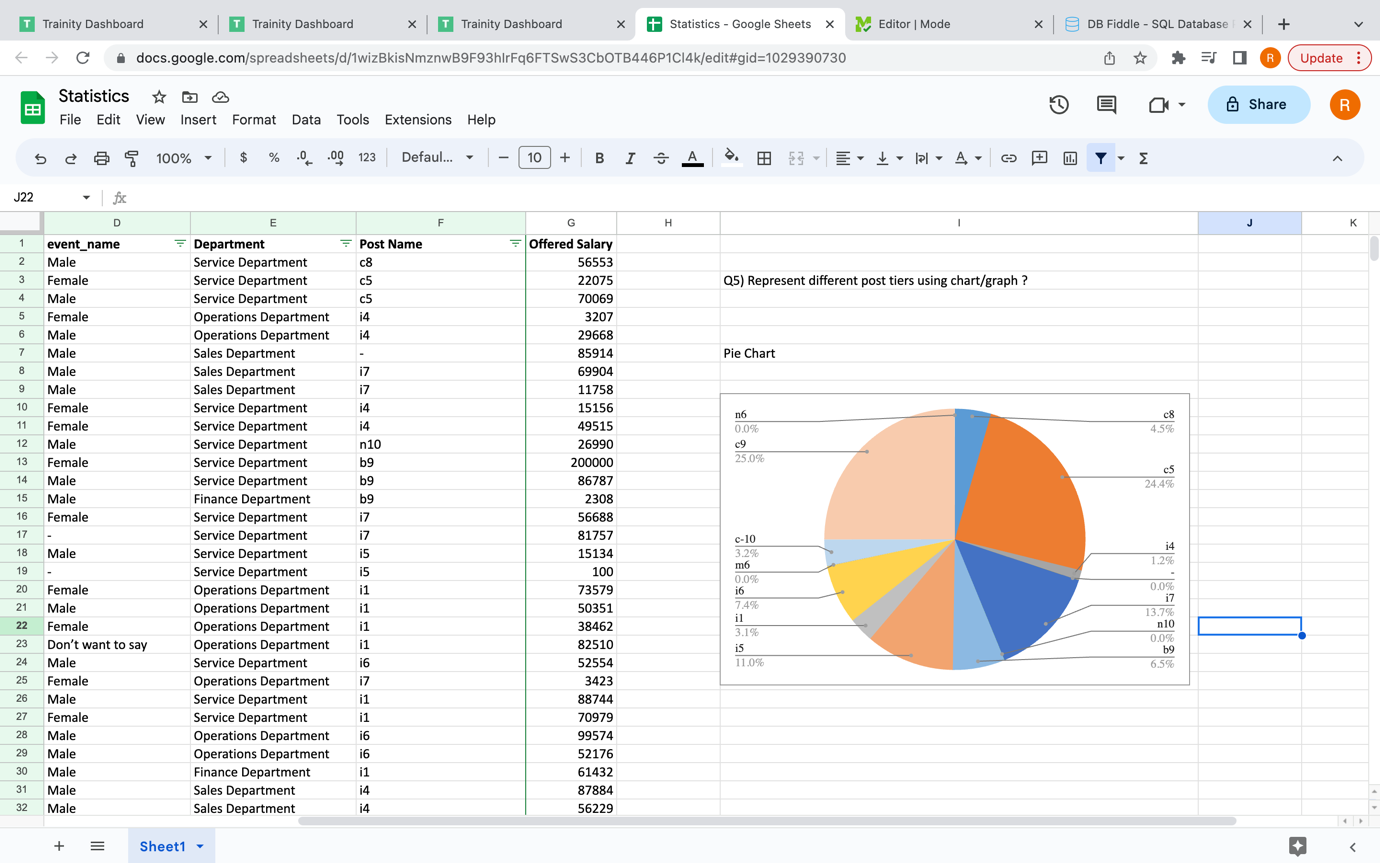 Trainity Dashboard Trainity Dashboard Trainity Dashboard Statistics - Google Sheets Editor | Mode DB Fiddle - SQL Database
docs.google.com/spreadsheets/d/1wizBkisNmznwB9F93hIrFq6FTSwS3CbOTB446P1Cl4k/edit#gid=1029390730 R Update
Statistics
File Edit View Insert Format Data Tools Extensions Help Share R
100% $ % .0 .00 123 Defaul... 10 B I A
J22 fx
D E F G H I J K
1 event_name Department Post Name Offered Salary
2 Male Service Department c8 56553
3 Female Service Department c5 22075 Q5) Represent different post tiers using chart/graph ?
4 Male Service Department c5 70069
5 Female Operations Department i4 3207
6 Male Operations Department i4 29668
7 Male Sales Department - 85914 Pie Chart
8 Male Sales Department i7 69904
9 Male Sales Department i7 11758
10 Female Service Department i4 15156
11 Female Service Department i4 49515
12 Male Service Department n10 26990
13 Female Service Department b9 200000
14 Male Service Department b9 86787
15 Male Finance Department b9 2308
16 Female Service Department i7 56688
17 - Service Department i7 81757
18 Male Service Department i5 15134
19 - Service Department i5 100
20 Female Operations Department i1 73579
21 Male Operations Department i1 50351
22 Female Operations Department i1 38462
23 Don't want to say Operations Department i1 82510
24 Male Service Department i6 52554
25 Female Operations Department i7 3423
26 Male Service Department i1 88744
27 Female Service Department i1 70979
28 Male Operations Department i6 99574
29 Male Operations Department i6 52176
30 Male Finance Department i1 61432
31 Male Sales Department i4 87884
32 Male Sales Department i4 56229
n6
0.0%
c9
25.0%
c-10
3.2%
m6
0.0%
i6
7.4%
i1
3.1%
i5
11.0%
c8
4.5%
c5
24.4%
i4
1.2%
-
0.0%
i7
13.7%
n10
0.0%
b9
6.5%
Sheet1